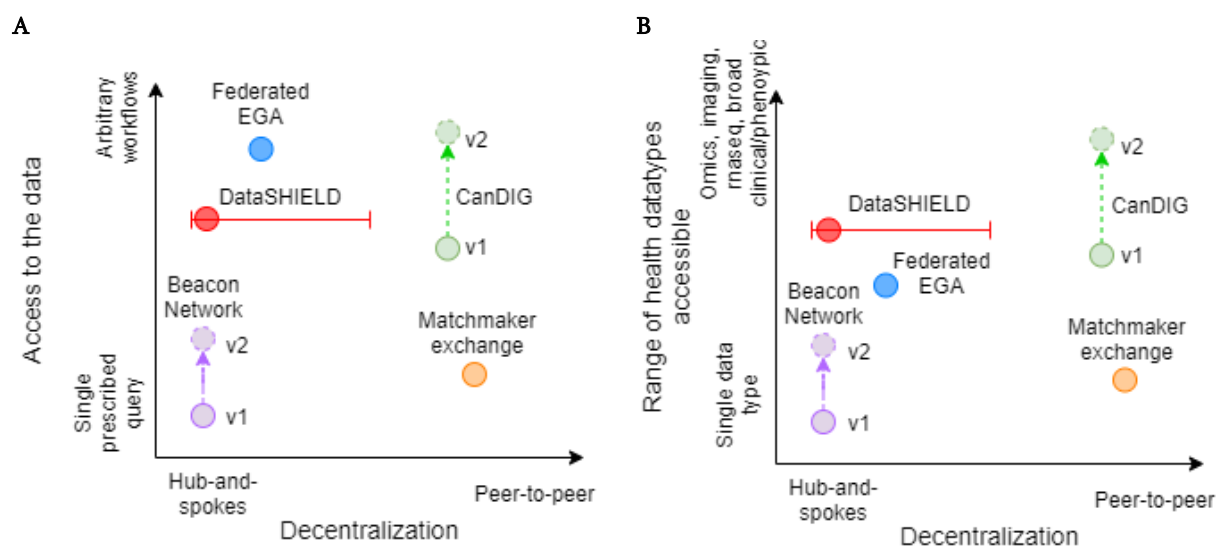 A
Access to the data
Arbitrary
workflows
Single
prescribed
query
Federated
EGA
DataSHIELD
v2
CanDIG
v1
Beacon
Network
v2
v1
Matchmaker
exchange
Hub-and-
spokes
Peer-to-peer
Decentralization
B
Range of health datatypes
accessible
Omics, imaging,
rnaseq, broad
clinical/phenoypic
Single data
type
DataSHIELD
v2
CanDIG
v1
Federated
EGA
Beacon
Network
v2
v1
Matchmaker
exchange
Hub-and-
spokes
Peer-to-peer
Decentralization